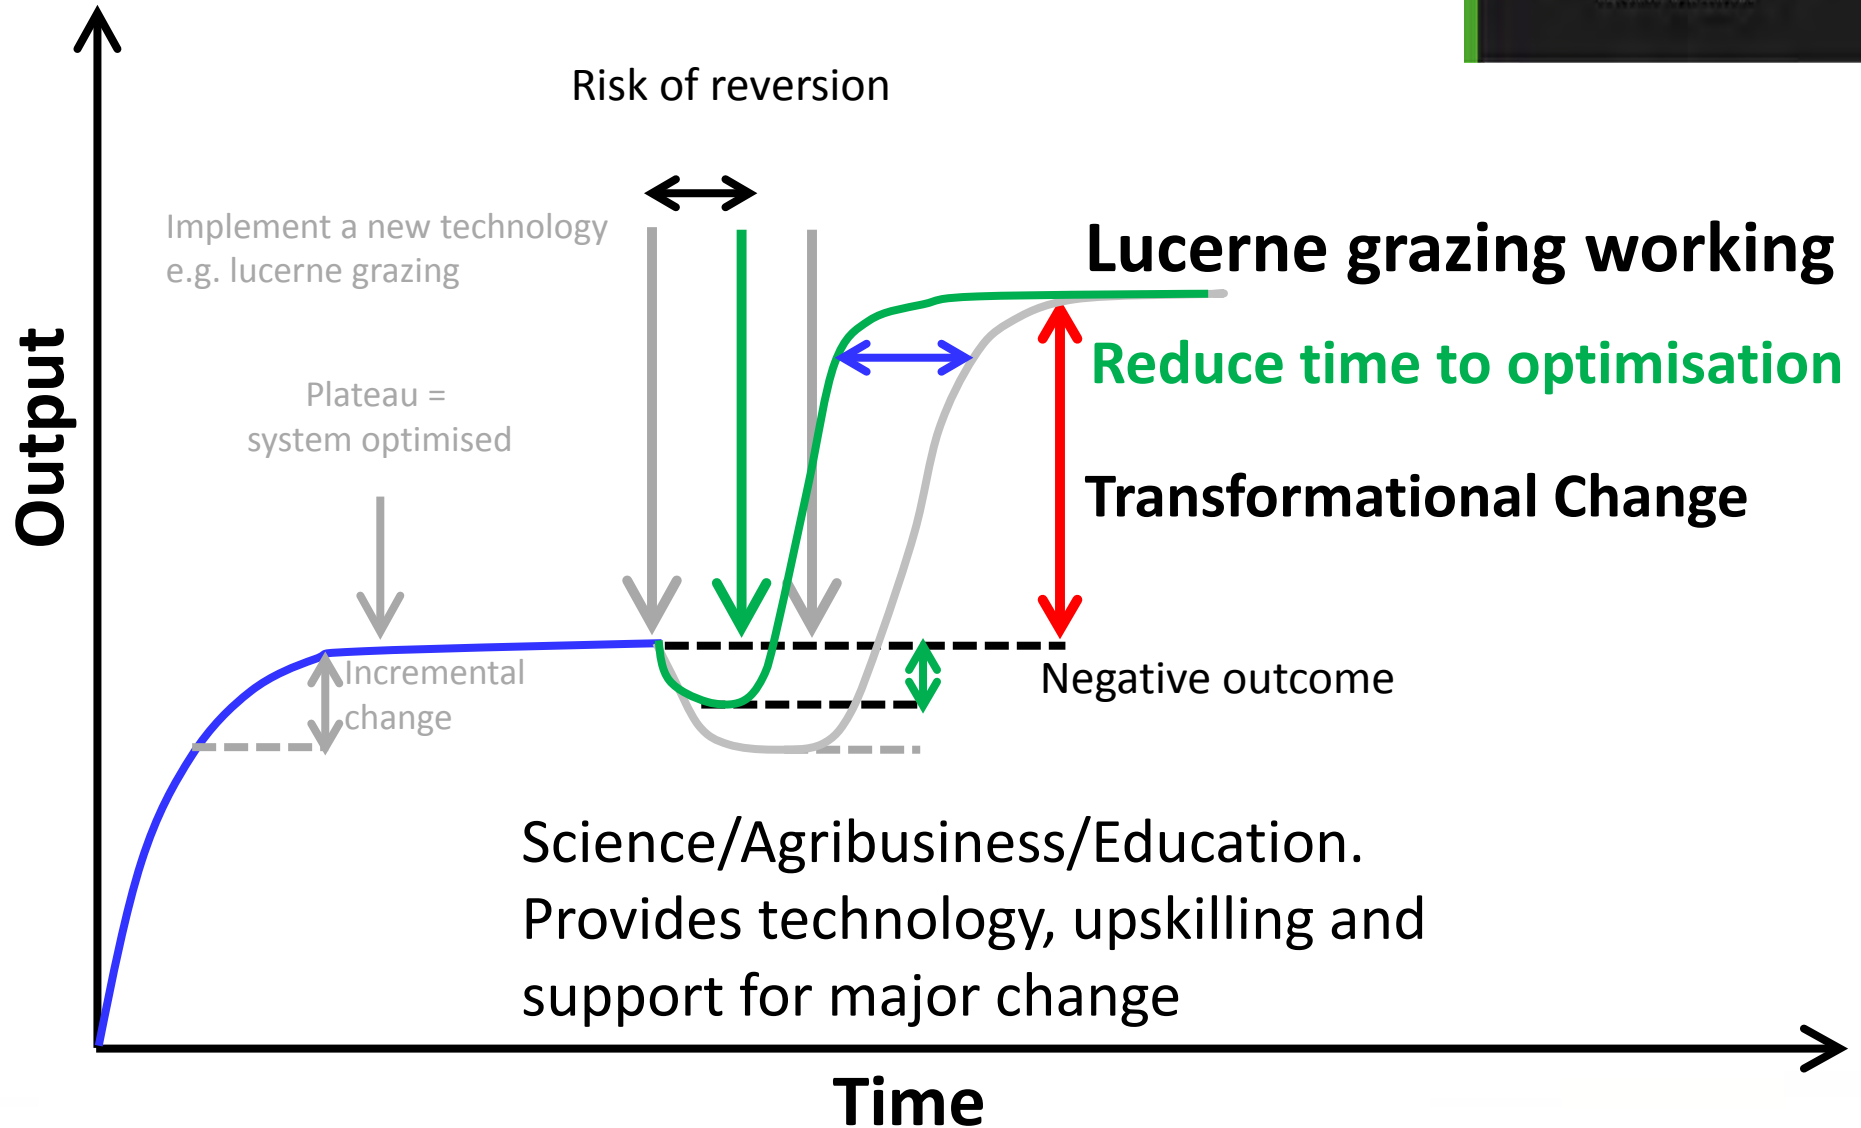 Risk of reversion
Implement a new technology
e.g. lucerne grazing
Lucerne grazing working
Reduce time to optimisation
Plateau =
system optimised
Transformational Change
Output
Incremental
change
Negative outcome
Science/Agribusiness/Education.
Provides technology, upskilling and
support for major change
Time